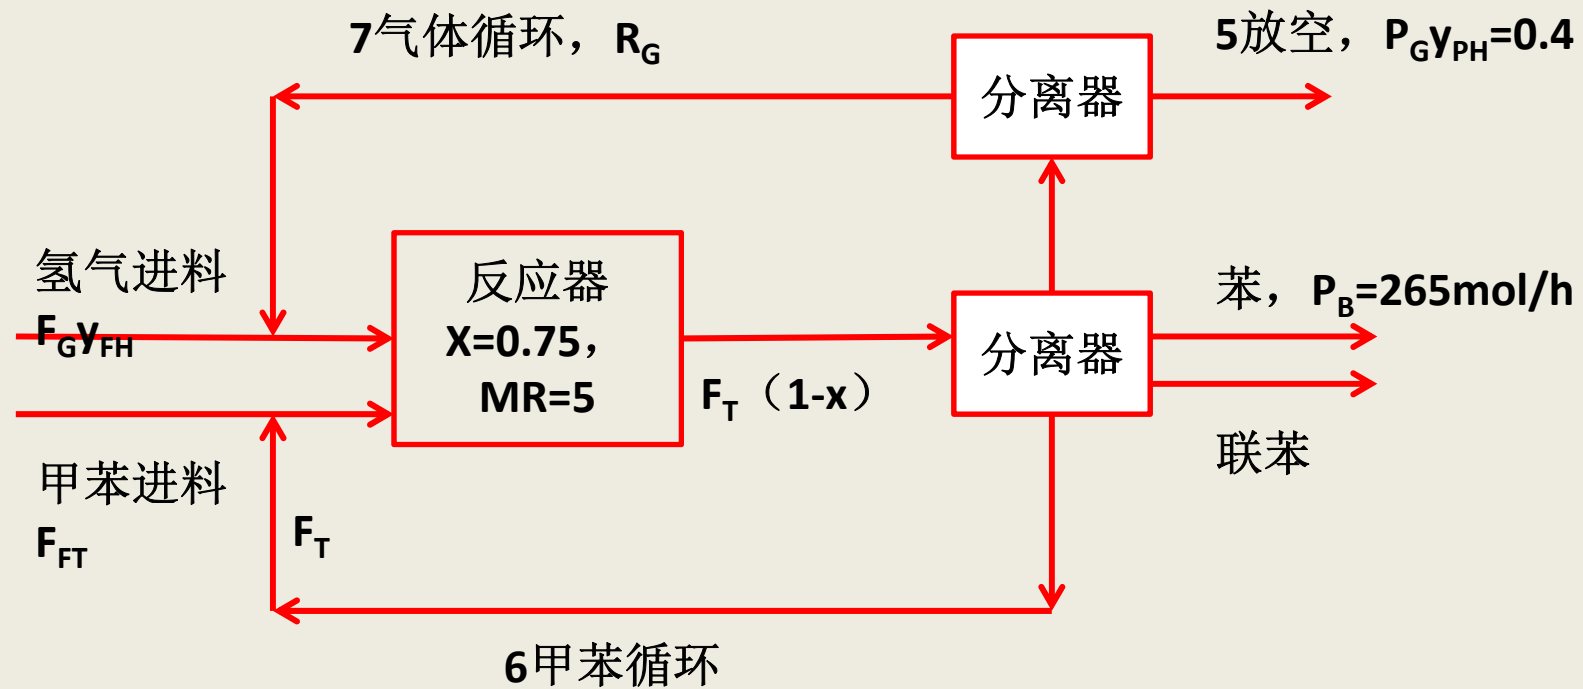 7气体循环，RG
5放空，PGyPH=0.4
分离器
氢气进料
FGyFH
反应器
X=0.75，
MR=5
FT（1-x）
分离器
苯，PB=265mol/h
联苯
甲苯进料
FFT
FT
6甲苯循环